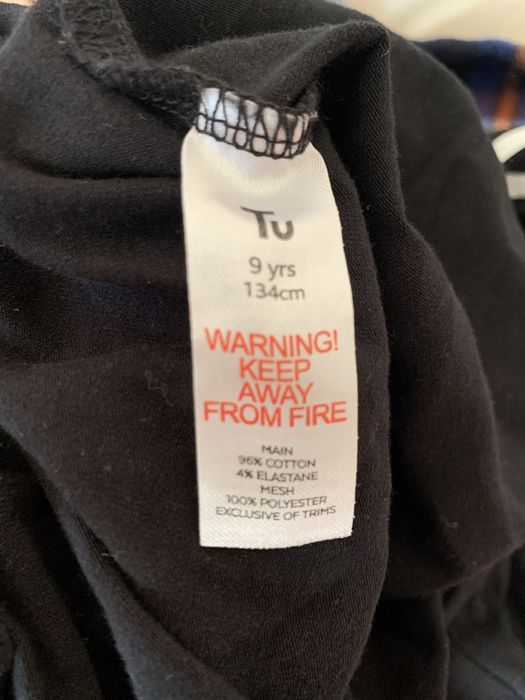 Tu
9 yrs
134cm
WARNING!
KEEP
AWAY
FROM FIRE
MAIN
96% COTTON
4% ELASTANE
MESH
100% POLYESTER
EXCLUSIVE OF TRIMS